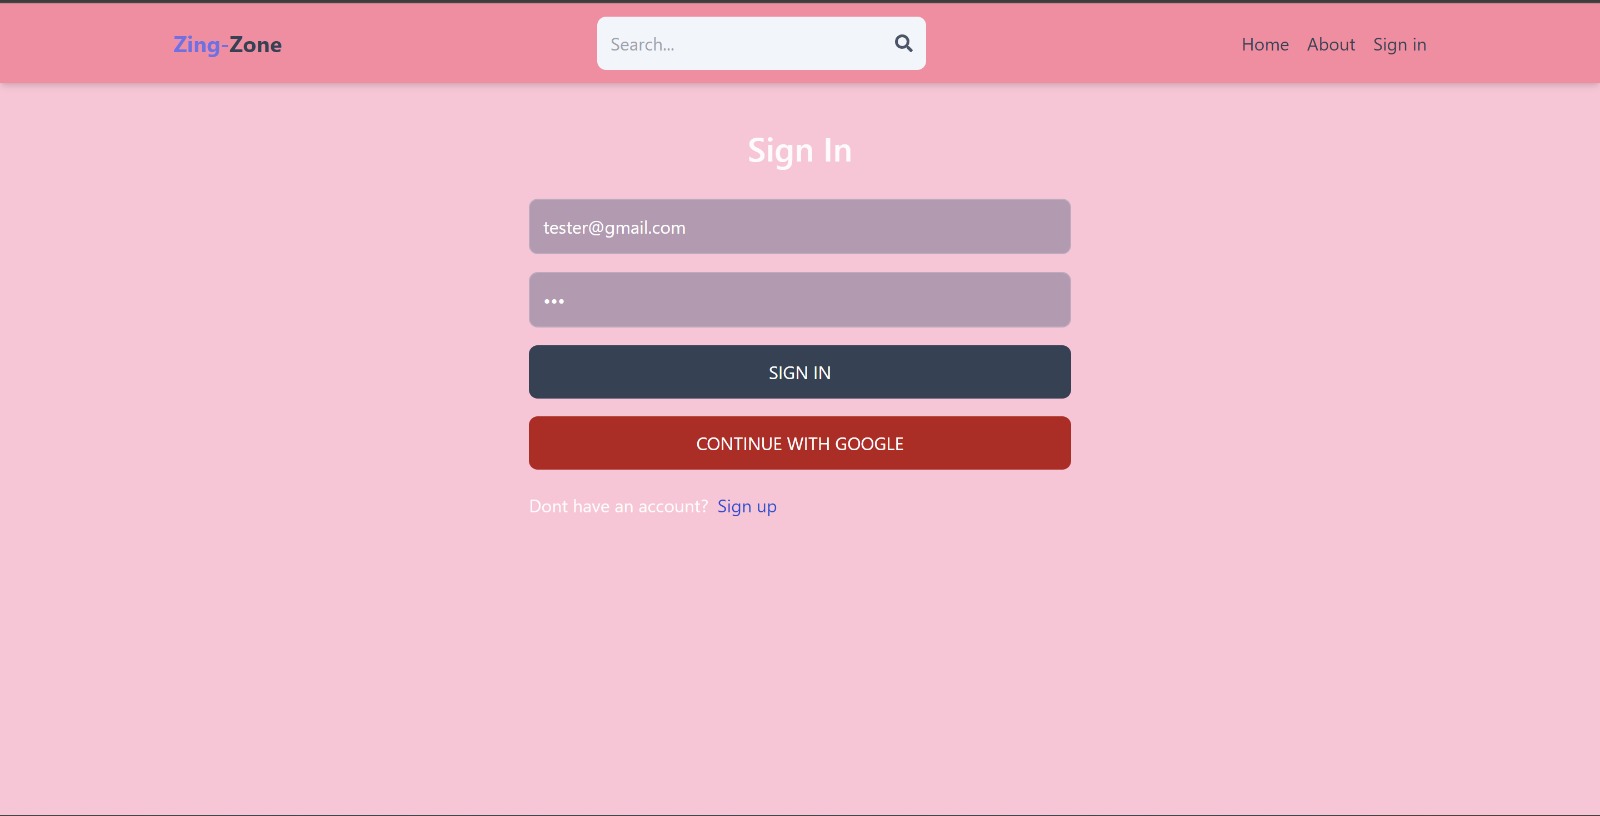 Zing-Zone
Search...
Home About Sign in
Sign In
tester@gmail.com
•••
SIGN IN
CONTINUE WITH GOOGLE
Dont have an account? Sign up